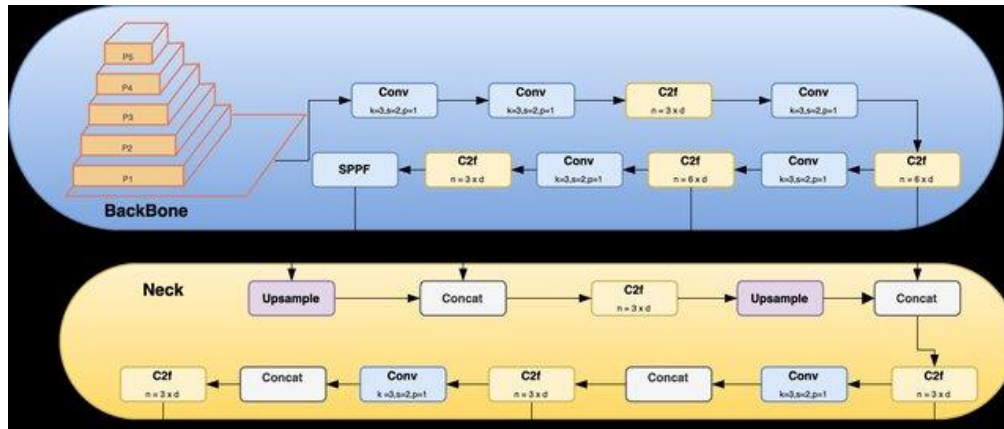 P5
P4
P3
P2
P1
BackBone
Conv
k=3,s=2,p=1
Conv
k=3,s=2,p=1
C2f
n = 3 x d
Conv
k=3,s=2,p=1
SPPF
C2f
n = 3 x d
Conv
k=3,s=2,p=1
C2f
n = 6 x d
Conv
k=3,s=2,p=1
C2f
n = 6 x d
Neck
Upsample
Concat
C2f
n = 3 x d
Upsample
Concat
C2f
n = 3 x d
Concat
Conv
k =3,s=2,p=1
C2f
n = 3 x d
Concat
Conv
k=3,s=2,p=1
C2f
n = 3 x d